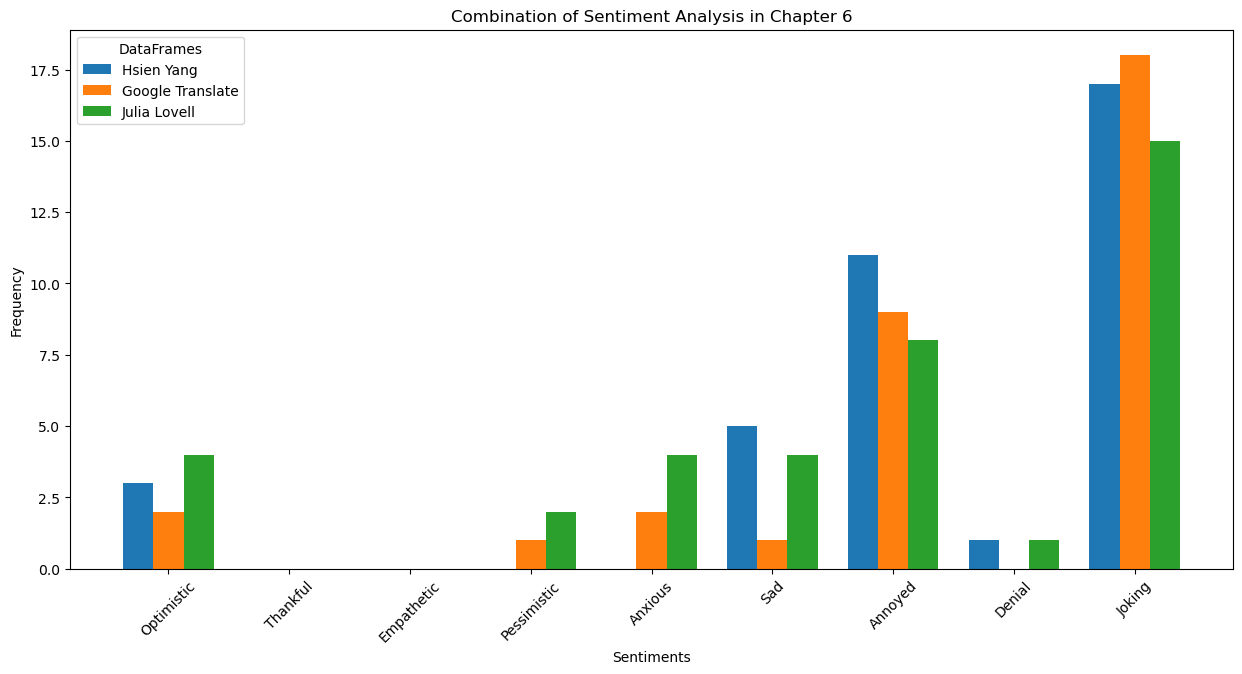 Combination of Sentiment Analysis in Chapter 6
DataFrames
Hsien Yang
Google Translate
Julia Lovell
Frequency
17.5
15.0
12.5
10.0
7.5
5.0
2.5
0.0
Optimistic
Thankful
Empathetic
Pessimistic
Anxious
Sad
Annoyed
Denial
Joking
Sentiments